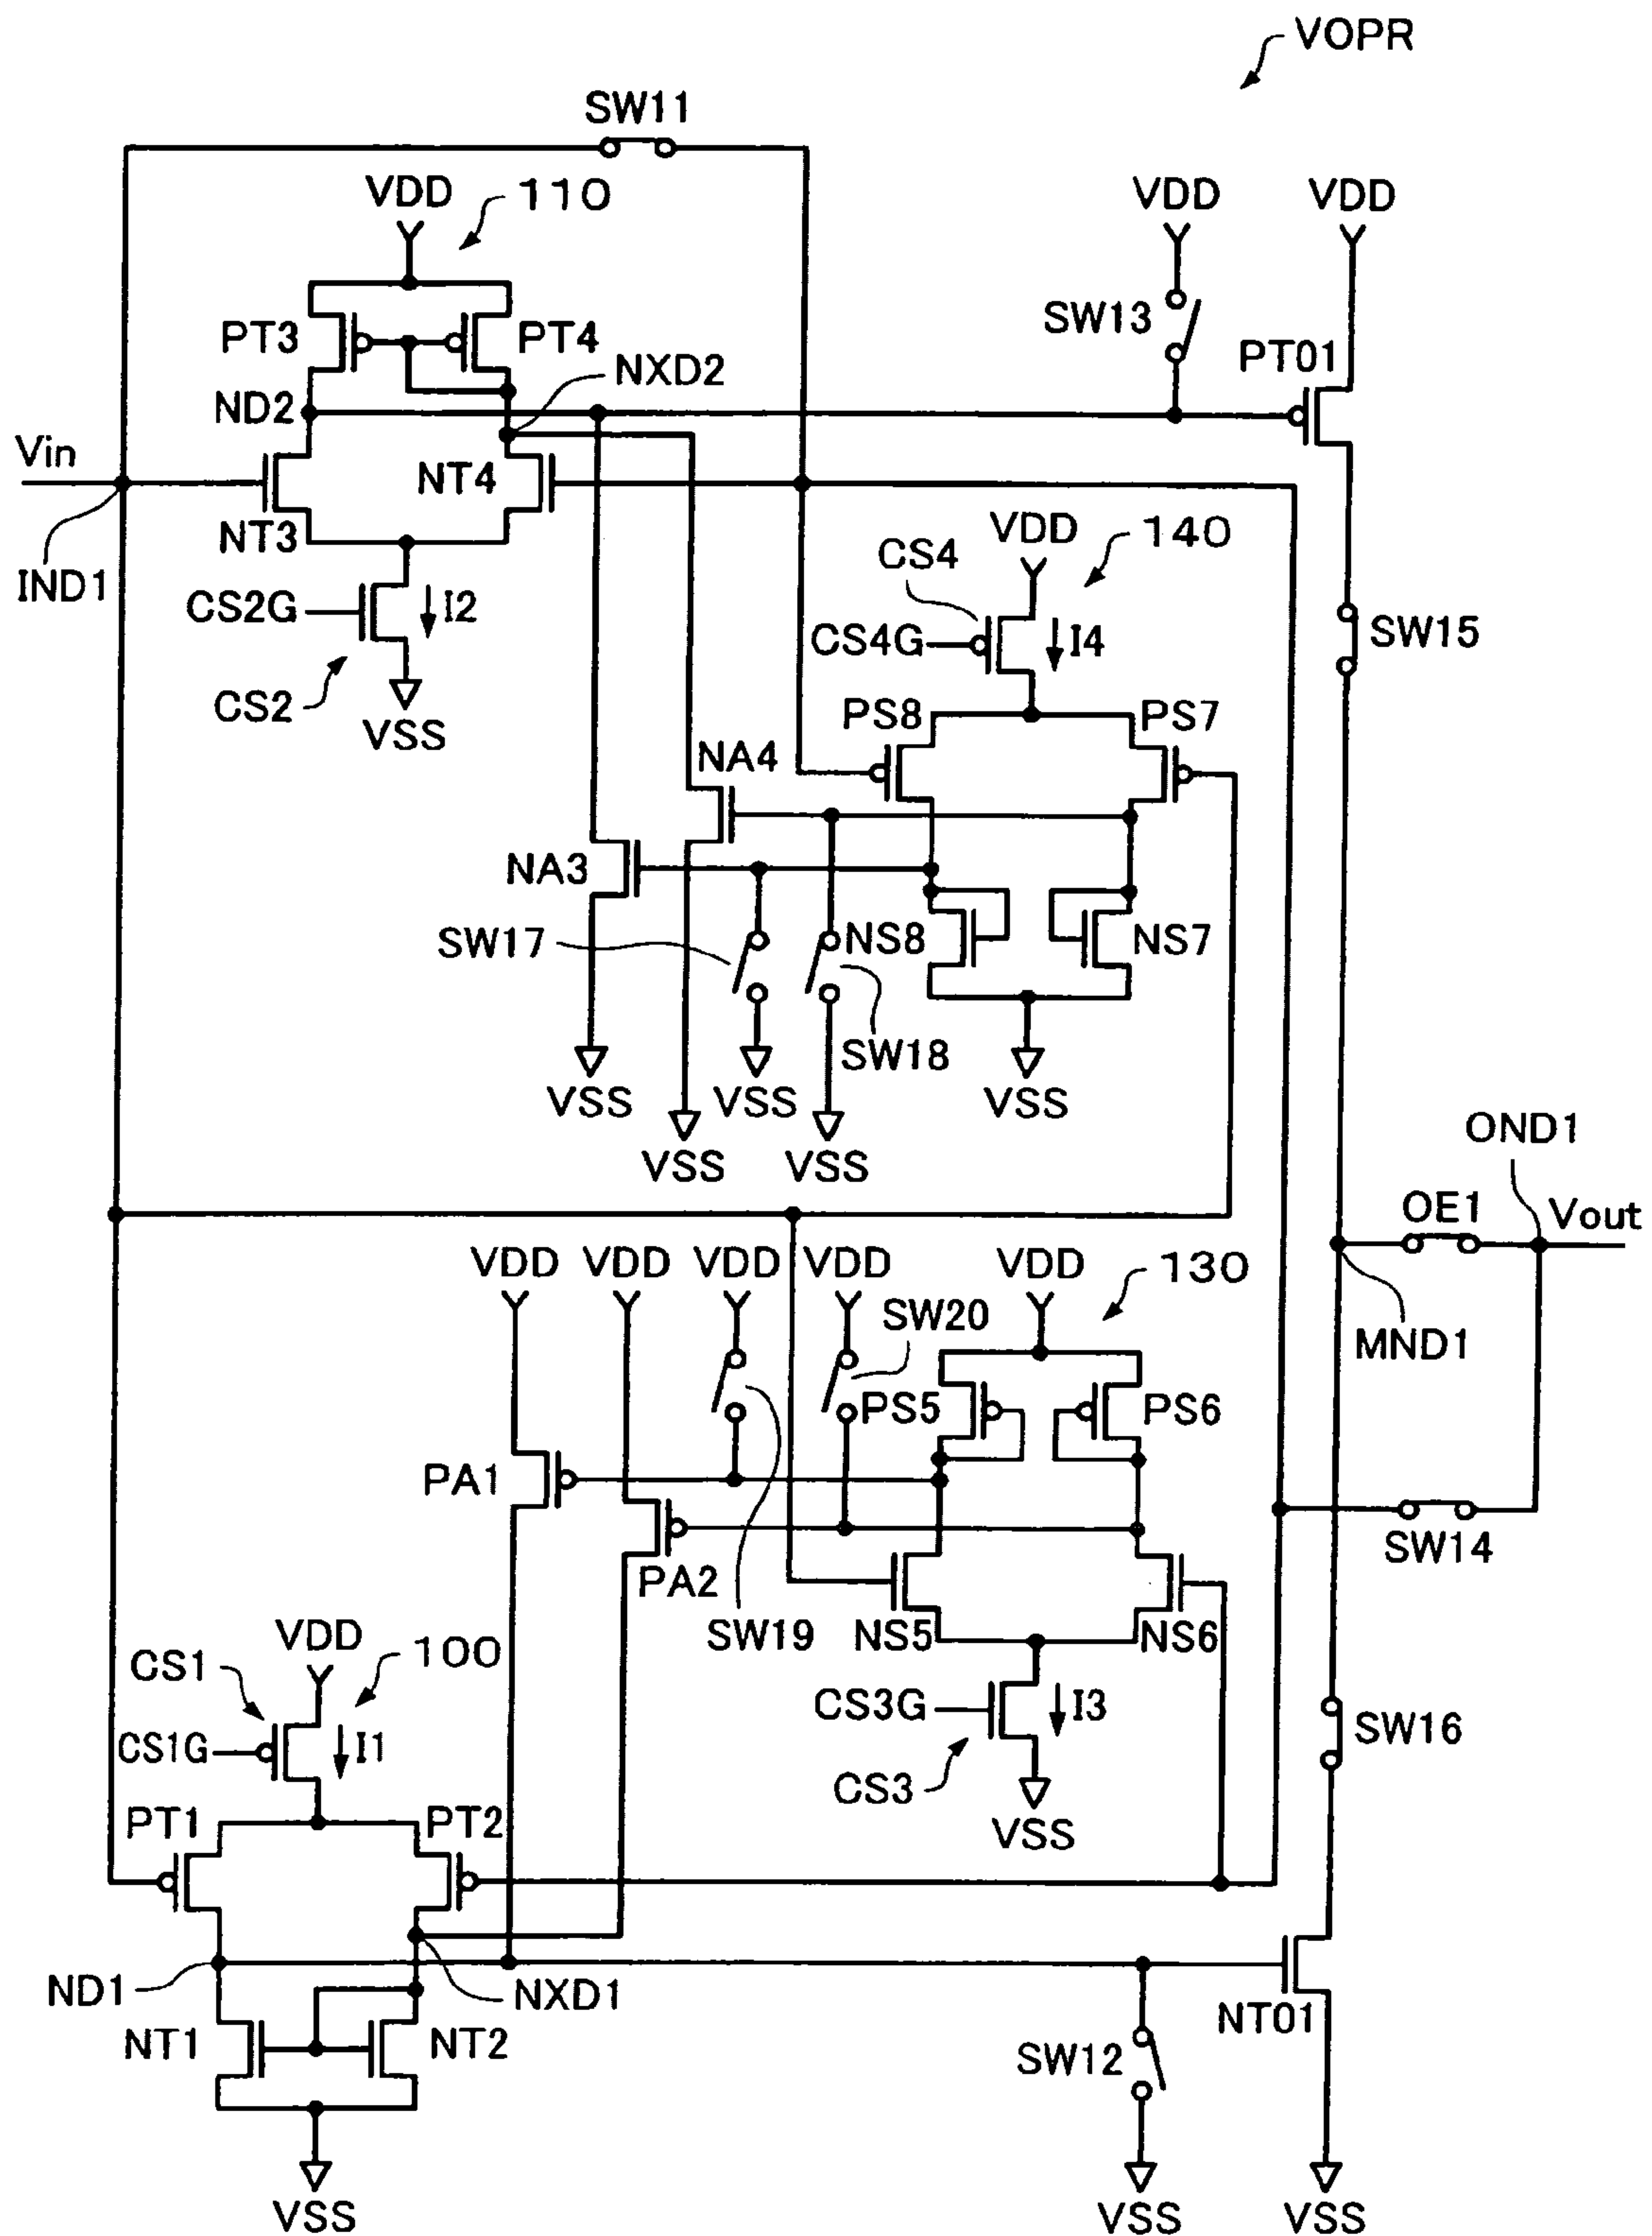 VOPR
SW11
VDD
110
VDD
VDD
PT3
PT4
SW13
PT01
NXD2
ND2
Vin
NT4
NT3
IND1
VDD
140
CS4
CS2G
I2
CS4G
I4
SW15
CS2
VSS
PS8
PS7
NA4
NA3
SW17
NS8
NS7
SW18
VSS
VSS
VSS
VSS
VSS
OND1
OE1
Vout
VDD
VDD
VDD
VDD
VDD
130
SW20
MND1
PS5
PS6
PA1
SW14
PA2
SW19
NS5
NS6
VDD
100
CS1
CS3G
I3
SW16
CS1G
I1
CS3
VSS
PT1
PT2
ND1
NXD1
NT01
NT1
NT2
SW12
VSS
VSS
VSS